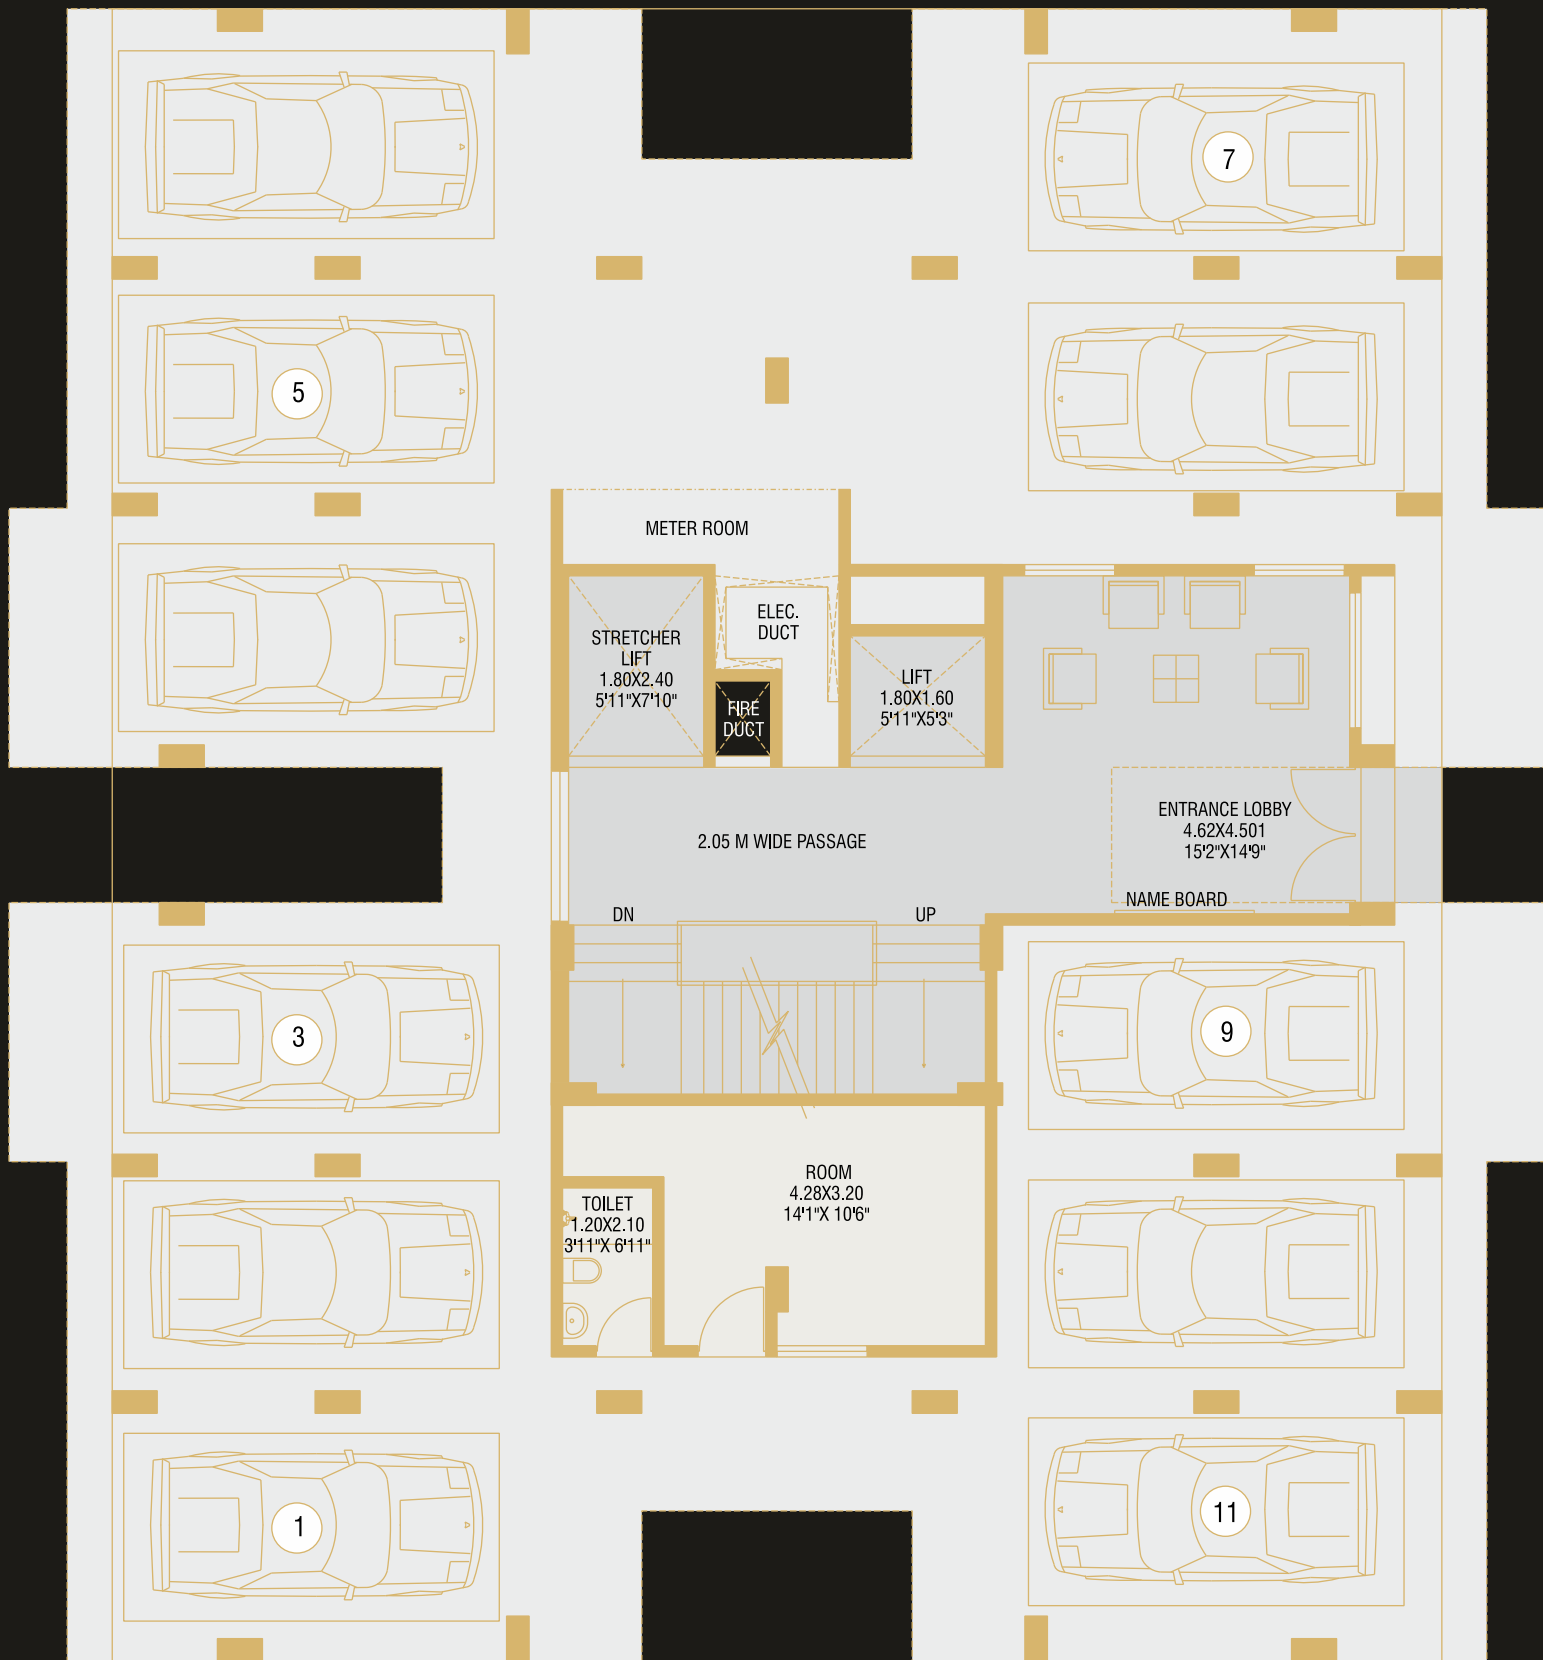 7
5
METER ROOM
ELEC.
DUCT
STRETCHER
LIFT
1.80X2.40
5'11"X7'10"
LIFT
1.80X1.60
5'11"X5'3"
FIRE
DUCT
ENTRANCE LOBBY
4.62X4.501
15'2"X14'9"
2.05 M WIDE PASSAGE
NAME BOARD
DN
UP
3
9
ROOM
4.28X3.20
14'1"X 10'6"
TOILET
1.20X2.10
3'11"X 6'11"
11
1